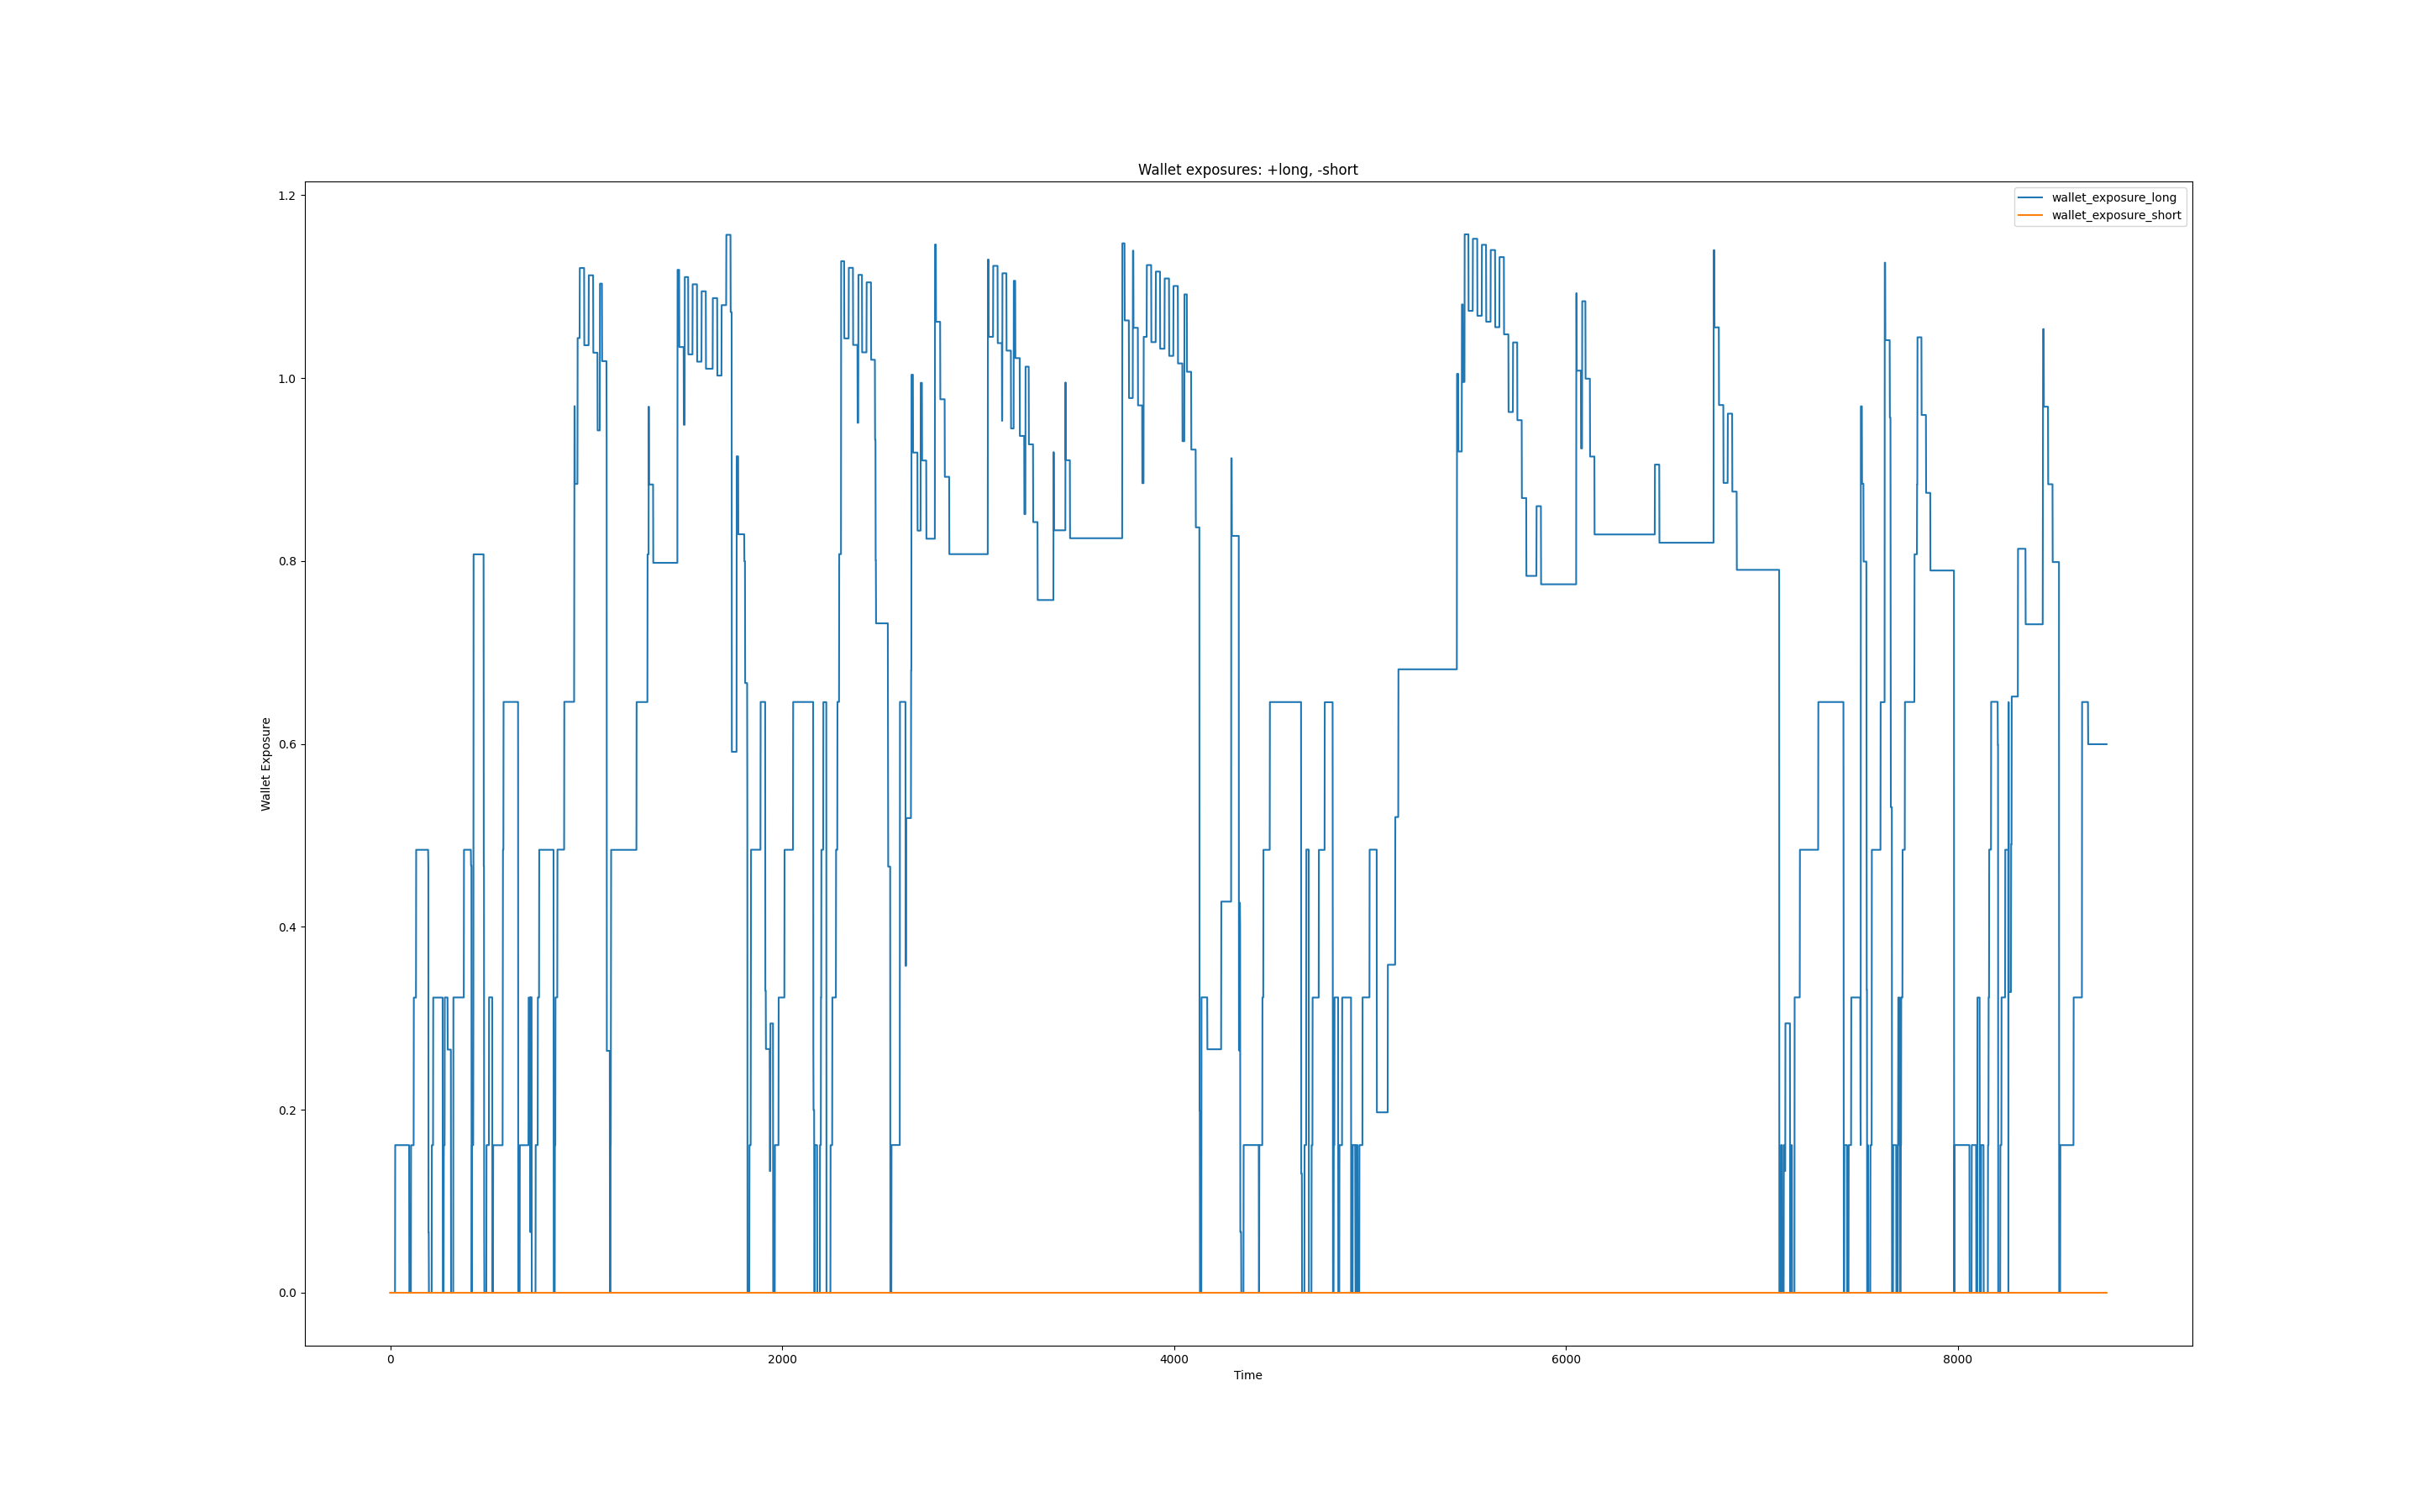 Wallet exposures: +long, -short
wallet_exposure_long
wallet_exposure_short
1.2
1.0
0.8
0.6
0.4
0.2
0.0
Wallet Exposure
0 2000 4000 6000 8000
Time